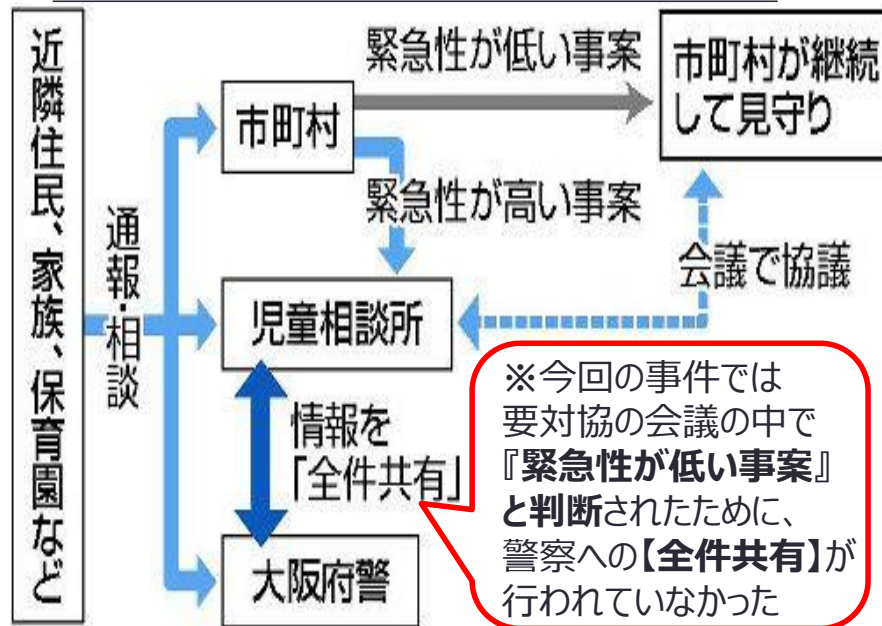 近隣住民、家族、保育園など
通報・相談
市町村
緊急性が低い事案
市町村が継続
して見守り
緊急性が高い事案
児童相談所
会議で協議
情報を
「全件共有」
大阪府警
※今回の事件では
要対協の会議の中で
『緊急性が低い事案』
と判断されたために、
警察への【全件共有】が
行われていなかった